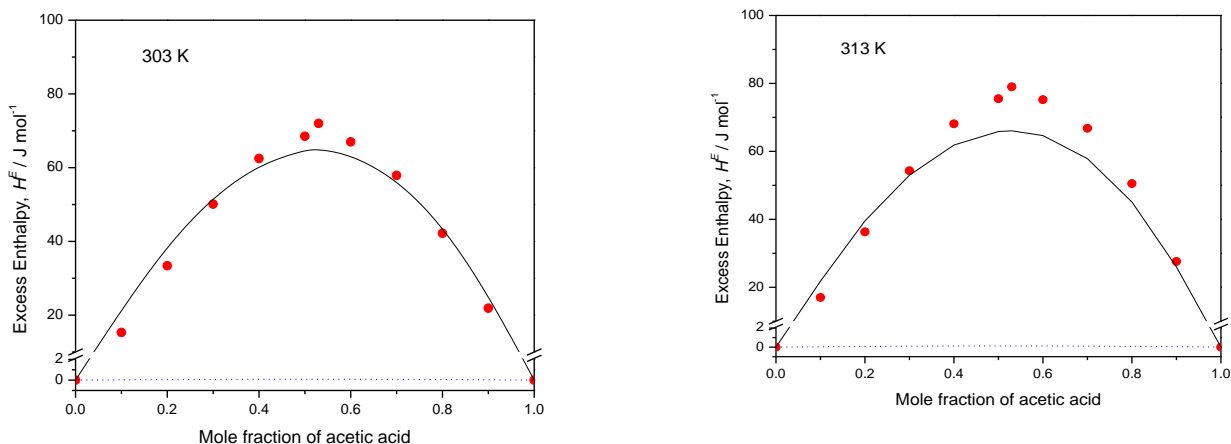 100
80
60
40
20
2
0
0.0 0.2 0.4 0.6 0.8 1.0
303 K
Excess Enthalpy, Hᴱ / J mol⁻¹
Mole fraction of acetic acid
100
80
60
40
20
2
0
0.0 0.2 0.4 0.6 0.8 1.0
313 K
Excess Enthalpy, Hᴱ / J mol⁻¹
Mole fraction of acetic acid